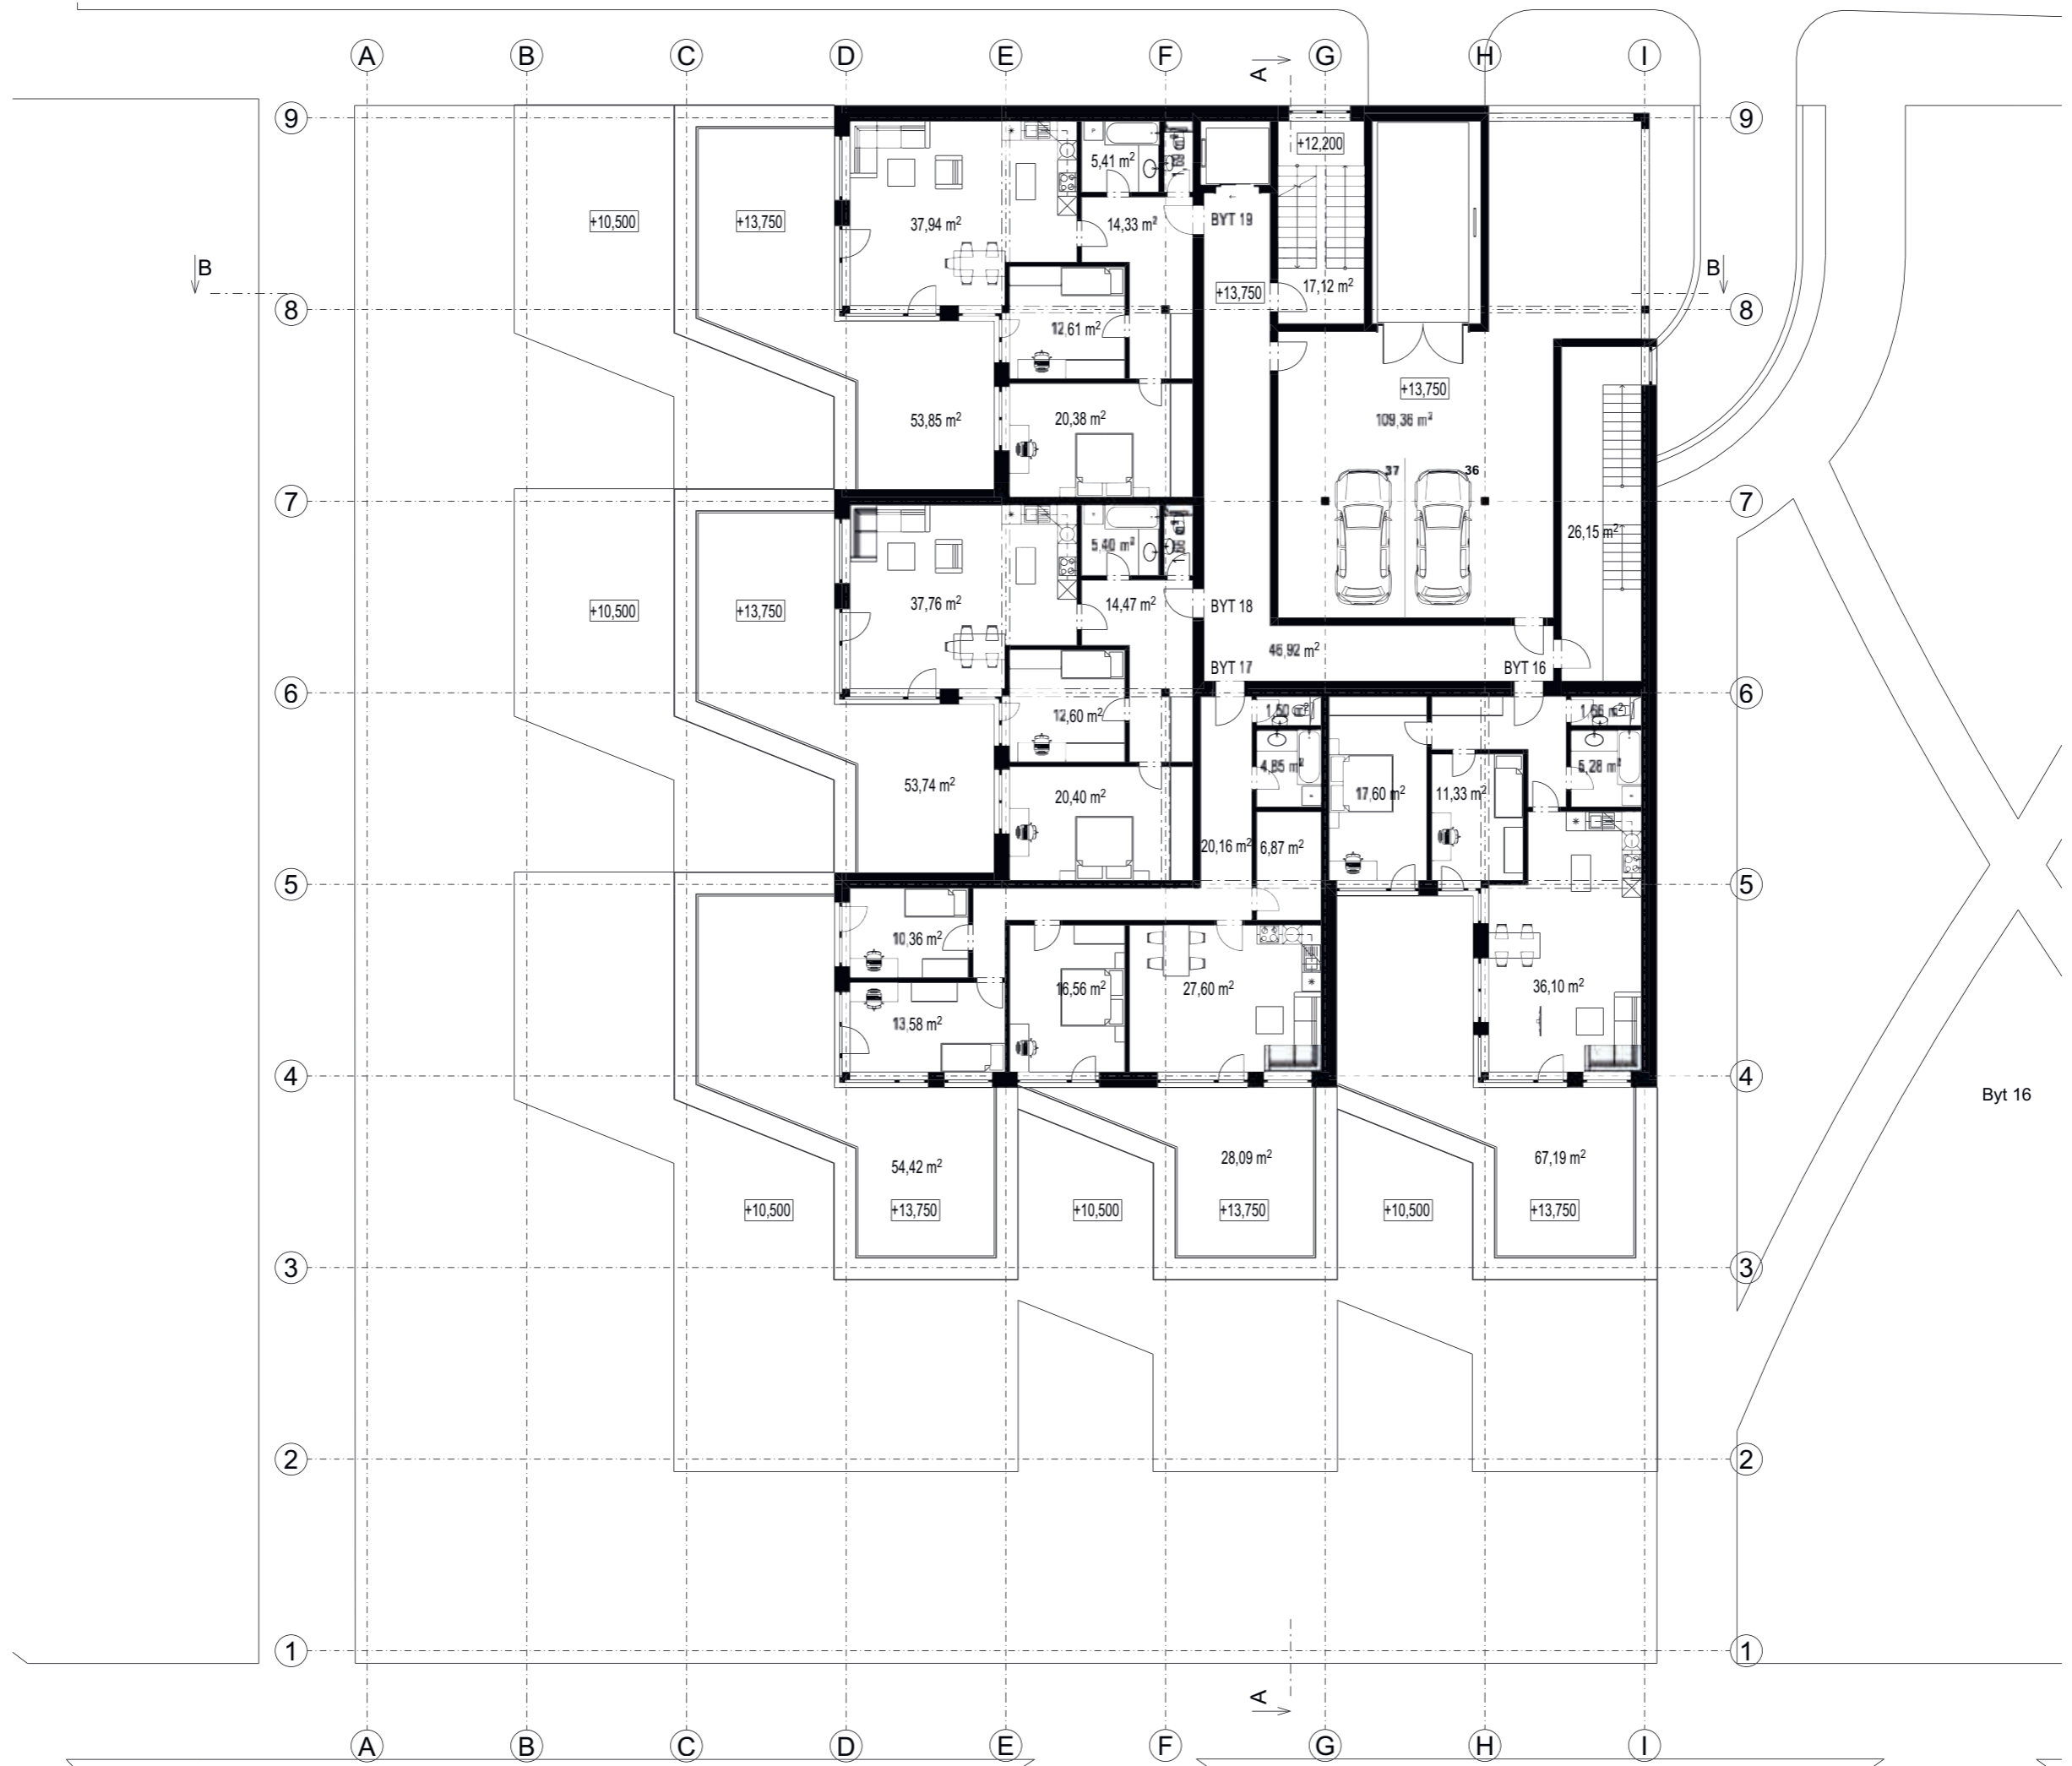 A B C D E F G H I
A
9 9
+12,200
5,41 m²
+10,500 +13,750 37,94 m² 14,33 m² BYT 19
B B
+13,750 17,12 m²
8 8
12,61 m²
+13,750
53,85 m² 20,38 m² 109,36 m²
37 36
7 7
26,15 m²
5,40 m²
+10,500 +13,750 37,76 m² 14,47 m² BYT 18
46,92 m²
BYT 17 BYT 16
6 6
12,60 m² 1,50 m² 1,66 m²
4,85 m² 5,28 m²
53,74 m² 20,40 m² 17,60 m² 11,33 m²
20,16 m² 6,87 m²
5 5
10,36 m²
16,56 m² 27,60 m² 36,10 m²
13,58 m²
4 4
Byt 16
54,42 m² 28,09 m² 67,19 m²
+10,500 +13,750 +10,500 +13,750 +10,500 +13,750
3 3
2 2
1 1
A
A B C D E F G H I